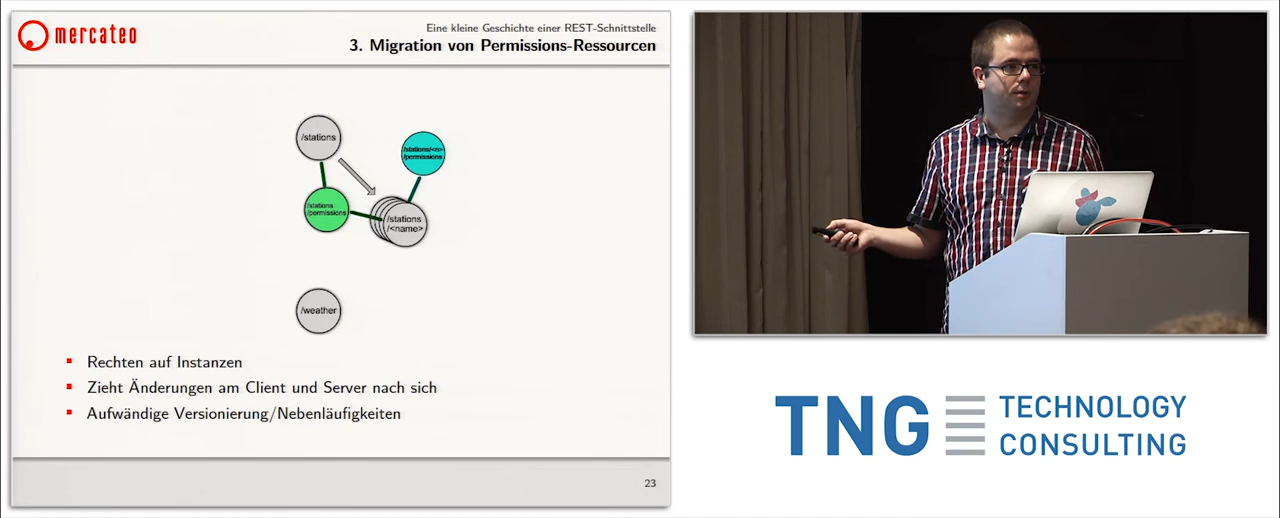 mercateo
Eine kleine Geschichte einer REST-Schnittstelle
3. Migration von Permissions-Ressourcen
/stations
/stations/<n>
/permissions
/stations
/permissions
/stations
/<name>
/weather
Rechten auf Instanzen
Zieht Änderungen am Client und Server nach sich
Aufwändige Versionierung/Nebenläufigkeiten
23
TNG TECHNOLOGY
CONSULTING